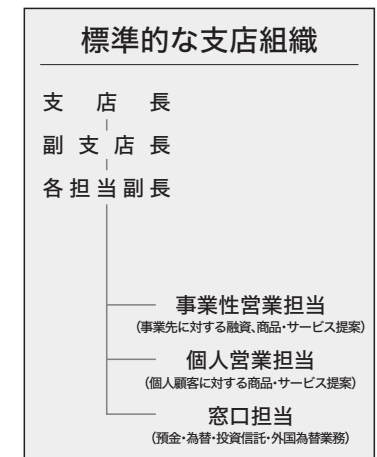 標準的な支店組織
支店長
副支店長
各担当副長
事業性営業担当
（事業先に対する融資、商品・サービス提案）
個人営業担当
（個人顧客に対する商品・サービス提案）
窓口担当
（預金・為替・投資信託・外国為替業務）